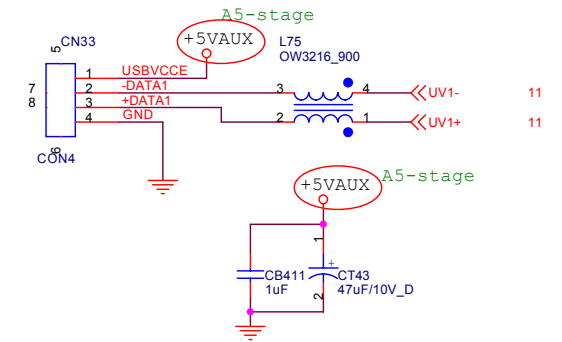 A5-stage
CN33
+5VAUX
L75
OW3216_900
5
1
USBVCCE
7
2
-DATA1
3
4
UV1-
11
8
3
+DATA1
4
GND
2
1
UV1+
11
6
CON4
+5VAUX
A5-stage
1
+
CB411
CT43
1uF
47uF/10V_D
2